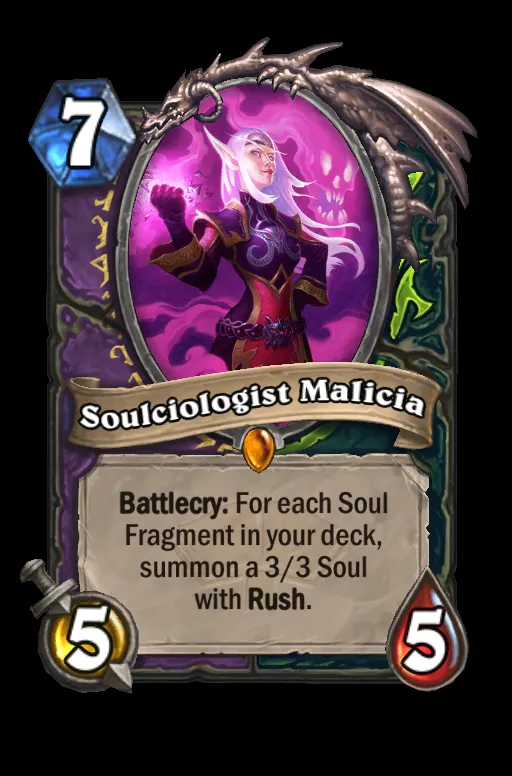 7
Soulciologist Malicia
Battlecry: For each Soul
Fragment in your deck,
summon a 3/3 Soul
with Rush.
5
5